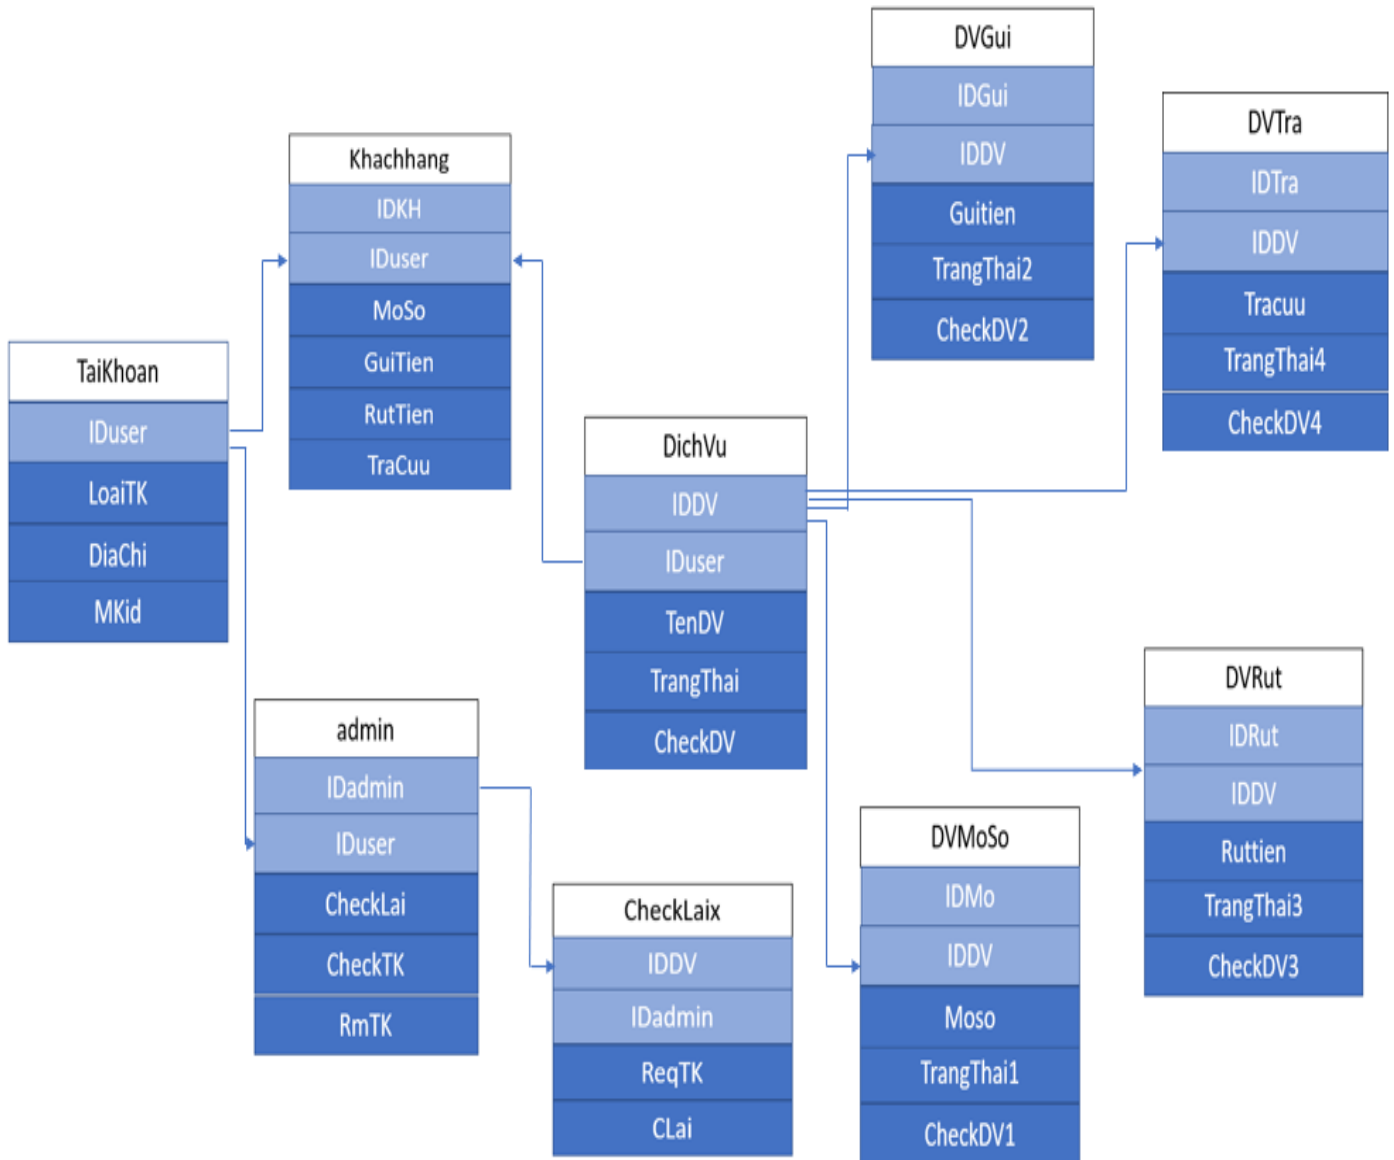 TaiKhoan
IDuser
LoaiTK
DiaChi
MKid
Khachhang
IDKH
IDuser
MoSo
GuiTien
RutTien
TraCuu
admin
IDadmin
IDuser
CheckLai
CheckTK
RmTK
DichVu
IDDV
IDuser
TenDV
TrangThai
CheckDV
CheckLaix
IDDV
IDadmin
ReqTK
CLai
DVGui
IDGui
IDDV
Guitien
TrangThai2
CheckDV2
DVMoSo
IDMo
IDDV
Moso
TrangThai1
CheckDV1
DVTra
IDTra
IDDV
Tracuu
TrangThai4
CheckDV4
DVRut
IDRut
IDDV
Ruttien
TrangThai3
CheckDV3